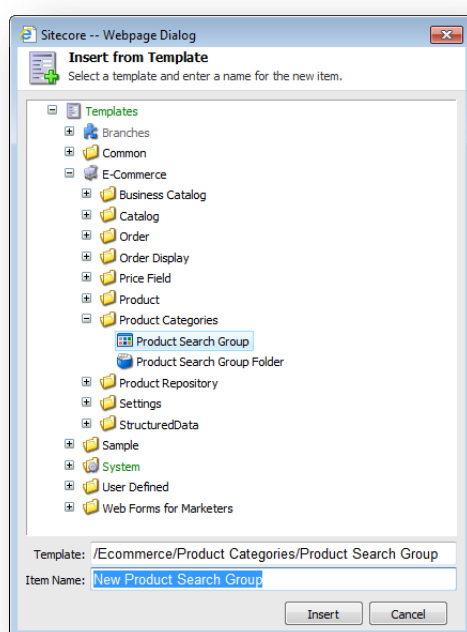 Sitecore -- Webpage Dialog
Insert from Template
Select a template and enter a name for the new item.
Templates
Branches
Common
E-Commerce
Business Catalog
Catalog
Order
Order Display
Price Field
Product
Product Categories
Product Search Group
Product Search Group Folder
Product Repository
Settings
StructuredData
Sample
System
User Defined
Web Forms for Marketers
Template: /Ecommerce/Product Categories/Product Search Group
Item Name: New Product Search Group
Insert Cancel